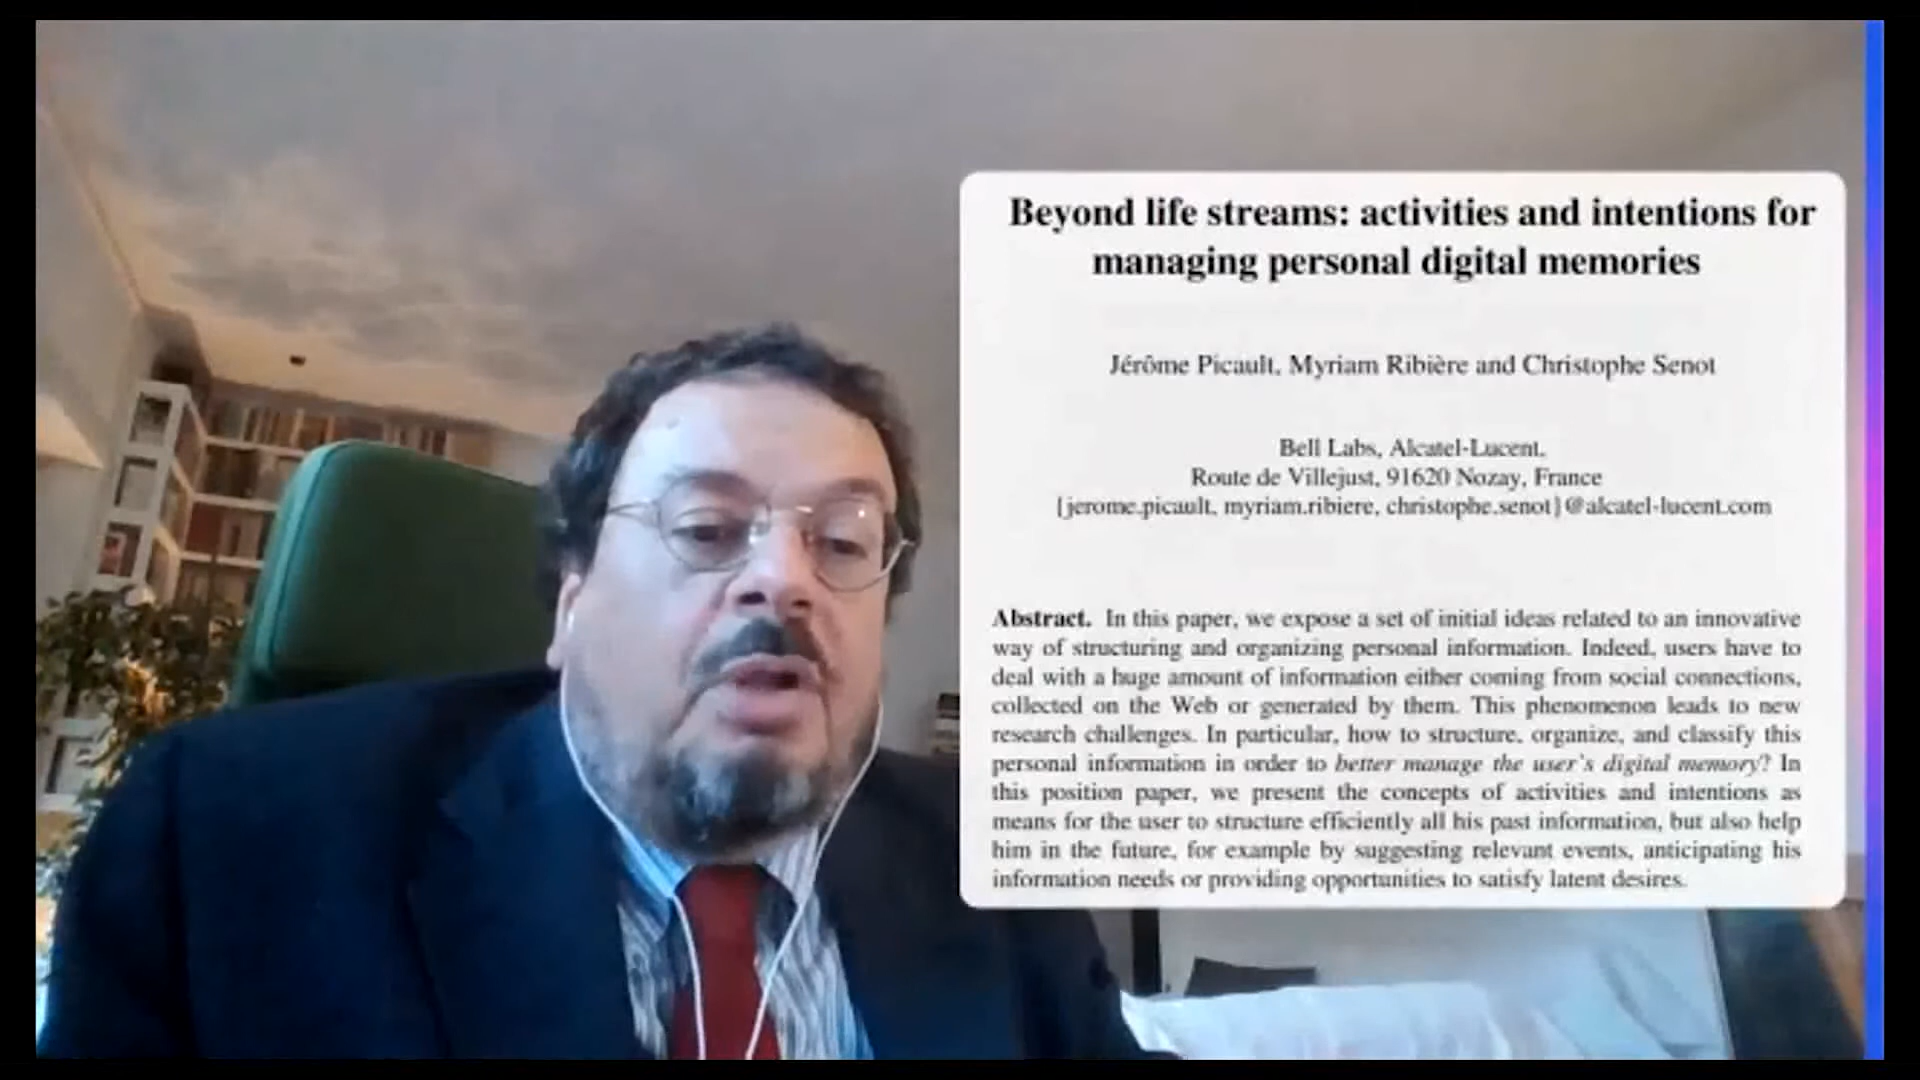 Beyond life streams: activities and intentions for
managing personal digital memories
Jérôme Picault, Myriam Ribière and Christophe Senot
Bell Labs, Alcatel-Lucent,
Route de Villejust, 91620 Nozay, France
{jerome.picault, myriam.ribiere, christophe.senot}@alcatel-lucent.com
Abstract. In this paper, we expose a set of initial ideas related to an innovative
way of structuring and organizing personal information. Indeed, users have to
deal with a huge amount of information either coming from social connections,
collected on the Web or generated by them. This phenomenon leads to new
research challenges. In particular, how to structure, organize, and classify this
personal information in order to better manage the user's digital memory? In
this position paper, we present the concepts of activities and intentions as
means for the user to structure efficiently all his past information, but also help
him in the future, for example by suggesting relevant events, anticipating his
information needs or providing opportunities to satisfy latent desires.